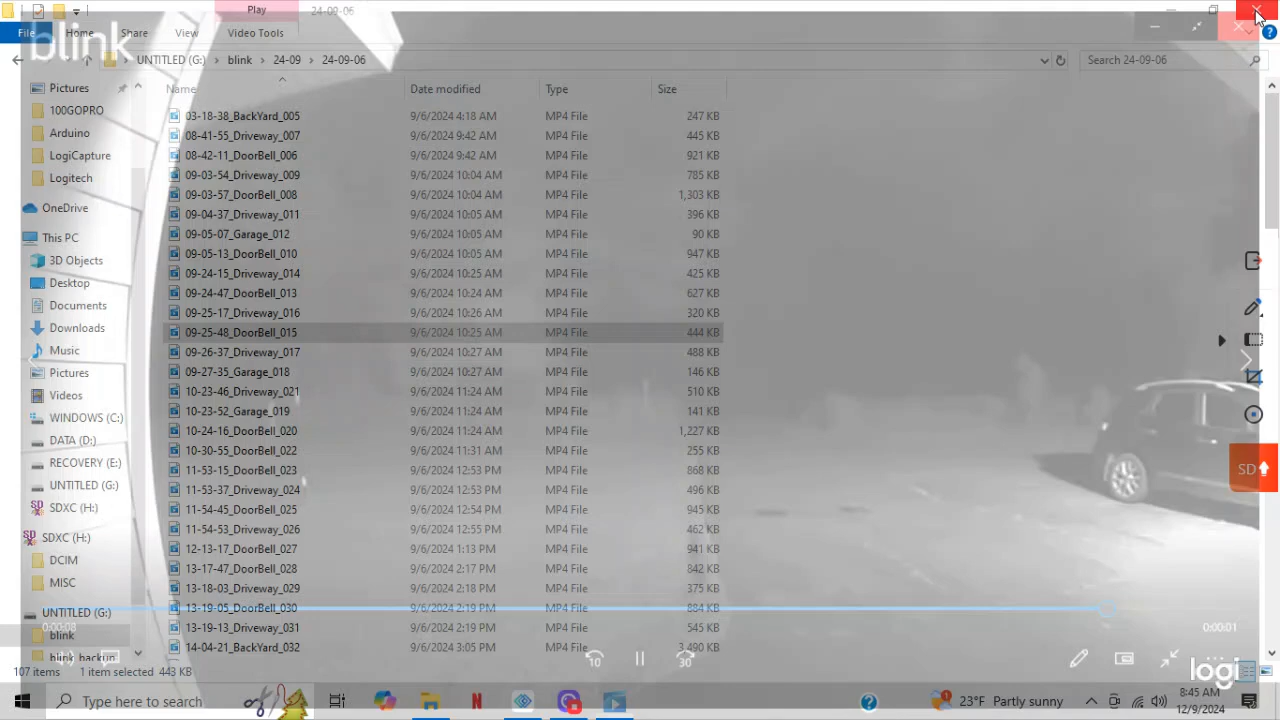 Play
24-09-06
File
Home
Share
View
Video Tools
blink
UNTITLED (G:) › blink › 24-09 › 24-09-06
Search 24-09-06
Name
Date modified
Type
Size
Pictures
100GOPRO
Arduino
LogiCapture
Logitech
OneDrive
This PC
3D Objects
Desktop
Documents
Downloads
Music
Pictures
Videos
WINDOWS (C:)
DATA (D:)
RECOVERY (E:)
UNTITLED (G:)
SDXC (H:)
SDXC (H:)
DCIM
MISC
UNTITLED (G:)
blink
blink_backup
03-18-38_BackYard_005 9/6/2024 4:18 AM MP4 File 247 KB
08-41-55_Driveway_007 9/6/2024 9:42 AM MP4 File 445 KB
08-42-11_DoorBell_006 9/6/2024 9:42 AM MP4 File 921 KB
09-03-54_Driveway_009 9/6/2024 10:04 AM MP4 File 785 KB
09-03-57_DoorBell_008 9/6/2024 10:04 AM MP4 File 1,303 KB
09-04-37_Driveway_011 9/6/2024 10:05 AM MP4 File 396 KB
09-05-07_Garage_012 9/6/2024 10:05 AM MP4 File 90 KB
09-05-13_DoorBell_010 9/6/2024 10:05 AM MP4 File 947 KB
09-24-15_Driveway_014 9/6/2024 10:25 AM MP4 File 425 KB
09-24-47_DoorBell_013 9/6/2024 10:24 AM MP4 File 627 KB
09-25-17_Driveway_016 9/6/2024 10:26 AM MP4 File 320 KB
09-25-48_DoorBell_015 9/6/2024 10:25 AM MP4 File 444 KB
09-26-37_Driveway_017 9/6/2024 10:27 AM MP4 File 488 KB
09-27-35_Garage_018 9/6/2024 10:27 AM MP4 File 146 KB
10-23-46_Driveway_021 9/6/2024 11:24 AM MP4 File 510 KB
10-23-52_Garage_019 9/6/2024 11:24 AM MP4 File 141 KB
10-24-16_DoorBell_020 9/6/2024 11:24 AM MP4 File 1,227 KB
10-30-55_DoorBell_022 9/6/2024 11:31 AM MP4 File 255 KB
11-53-15_DoorBell_023 9/6/2024 12:53 PM MP4 File 868 KB
11-53-37_Driveway_024 9/6/2024 12:53 PM MP4 File 496 KB
11-54-45_DoorBell_025 9/6/2024 12:54 PM MP4 File 945 KB
11-54-53_Driveway_026 9/6/2024 12:55 PM MP4 File 462 KB
12-13-17_DoorBell_027 9/6/2024 1:13 PM MP4 File 941 KB
13-17-47_DoorBell_028 9/6/2024 2:17 PM MP4 File 842 KB
13-18-03_Driveway_029 9/6/2024 2:18 PM MP4 File 375 KB
13-19-05_DoorBell_030 9/6/2024 2:19 PM MP4 File 884 KB
13-19-13_Driveway_031 9/6/2024 2:19 PM MP4 File 545 KB
14-04-21_BackYard_032 9/6/2024 3:05 PM MP4 File 3,490 KB
SD
0:00:08
0:00:01
10
30
logi
107 items 1 item selected 443 KB
Type here to search
23°F Partly sunny
8:45 AM
12/9/2024